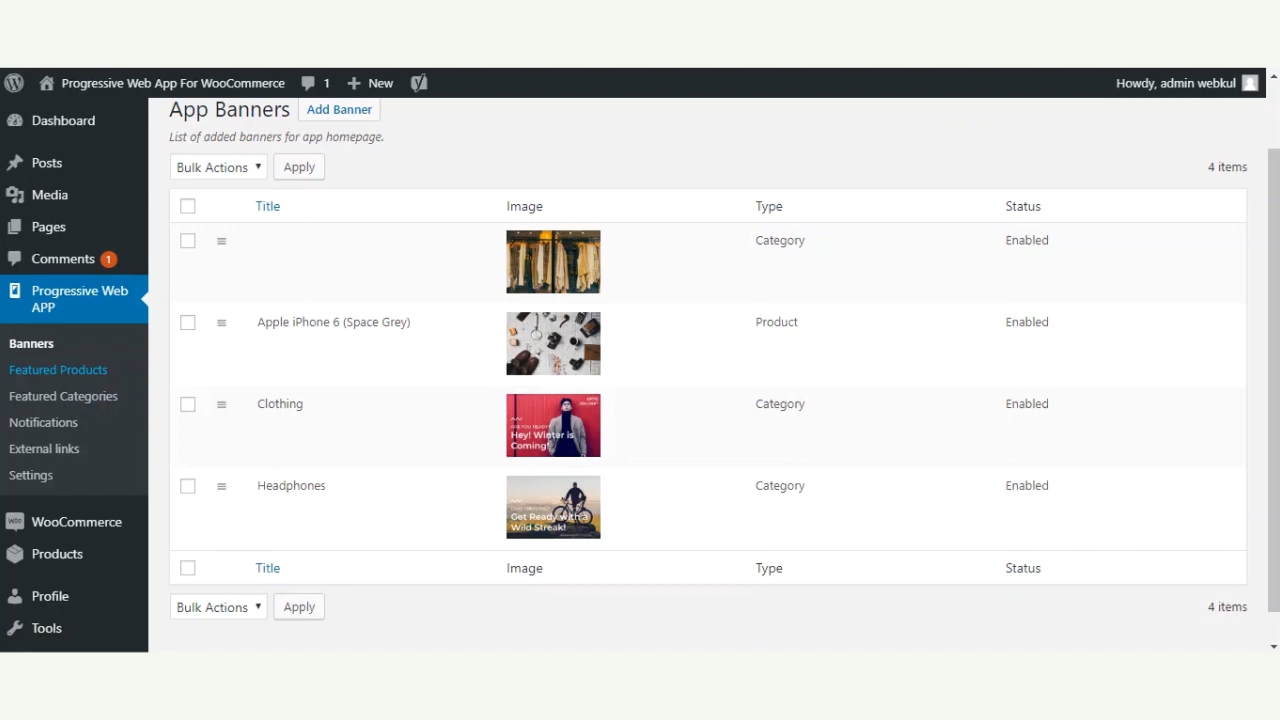 Progressive Web App For WooCommerce 1 New Howdy, admin webkul
Dashboard
Posts
Media
Pages
Comments 1
Progressive Web
APP
Banners
Featured Products
Featured Categories
Notifications
External links
Settings
WooCommerce
Products
Profile
Tools
App Banners Add Banner
List of added banners for app homepage.
Bulk Actions Apply 4 items
Title Image Type Status
Category Enabled
Apple iPhone 6 (Space Grey) Product Enabled
Clothing Category Enabled
ARE YOU READY?
Hey! Winter is
Coming!
Headphones Category Enabled
Get Ready with a
Wild Streak!
Title Image Type Status
Bulk Actions Apply 4 items